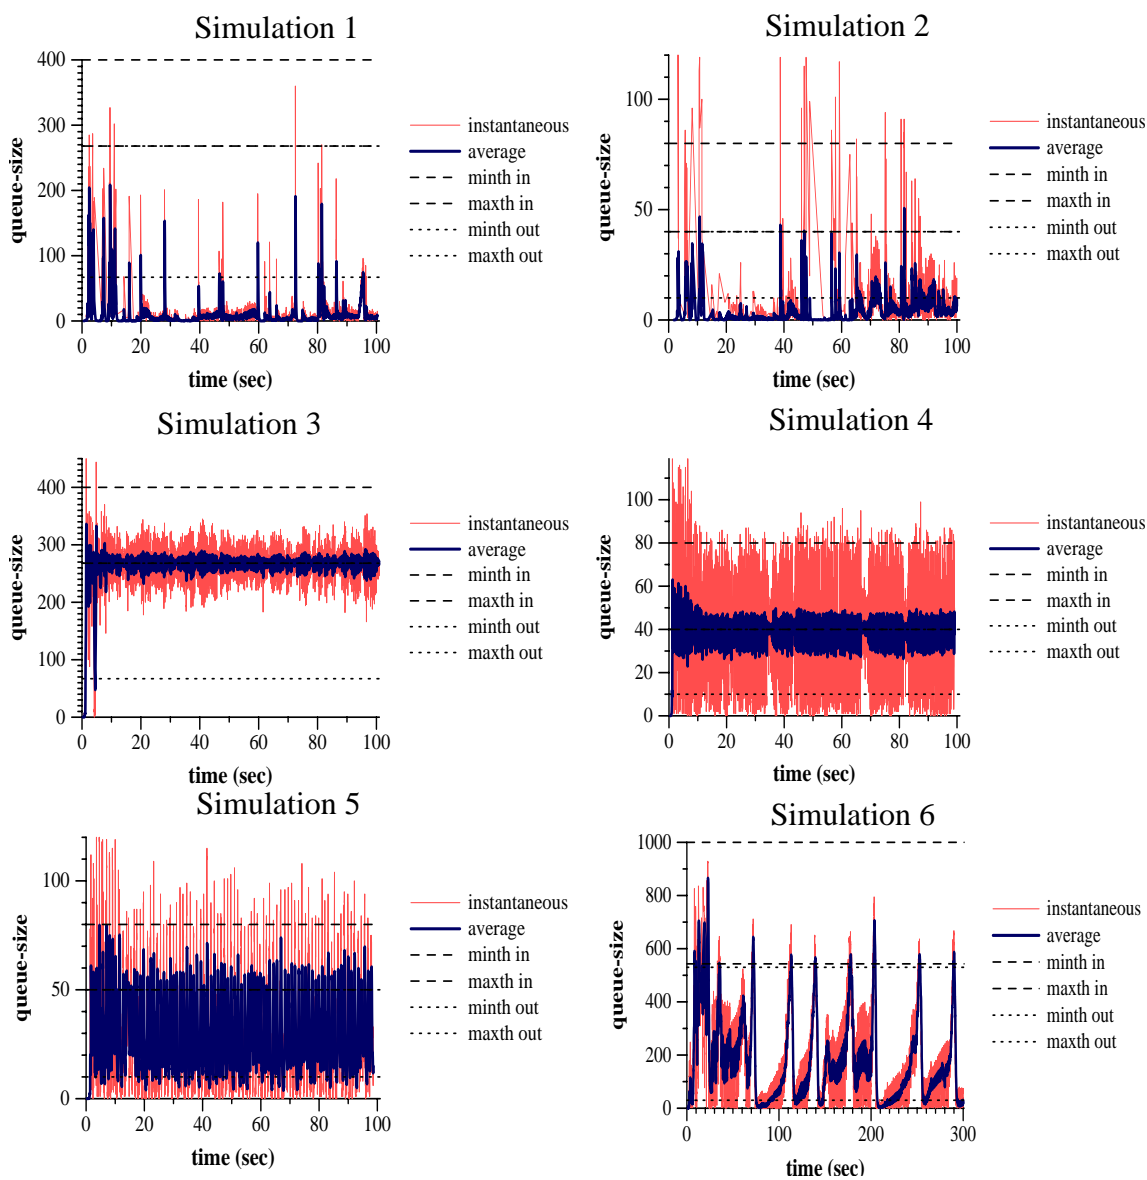 Simulation 1
400
300
200
100
0
queue-size
0 20 40 60 80 100
time (sec)
instantaneous
average
minth in
maxth in
minth out
maxth out
Simulation 2
100
50
0
queue-size
0 20 40 60 80 100
time (sec)
instantaneous
average
minth in
maxth in
minth out
maxth out
Simulation 3
400
300
200
100
0
queue-size
0 20 40 60 80 100
time (sec)
instantaneous
average
minth in
maxth in
minth out
maxth out
Simulation 4
100
80
60
40
20
0
queue-size
0 20 40 60 80 100
time (sec)
instantaneous
average
minth in
maxth in
minth out
maxth out
Simulation 5
100
50
0
queue-size
0 20 40 60 80 100
time (sec)
instantaneous
average
minth in
maxth in
minth out
maxth out
Simulation 6
1000
800
600
400
200
0
queue-size
0 100 200 300
time (sec)
instantaneous
average
minth in
maxth in
minth out
maxth out